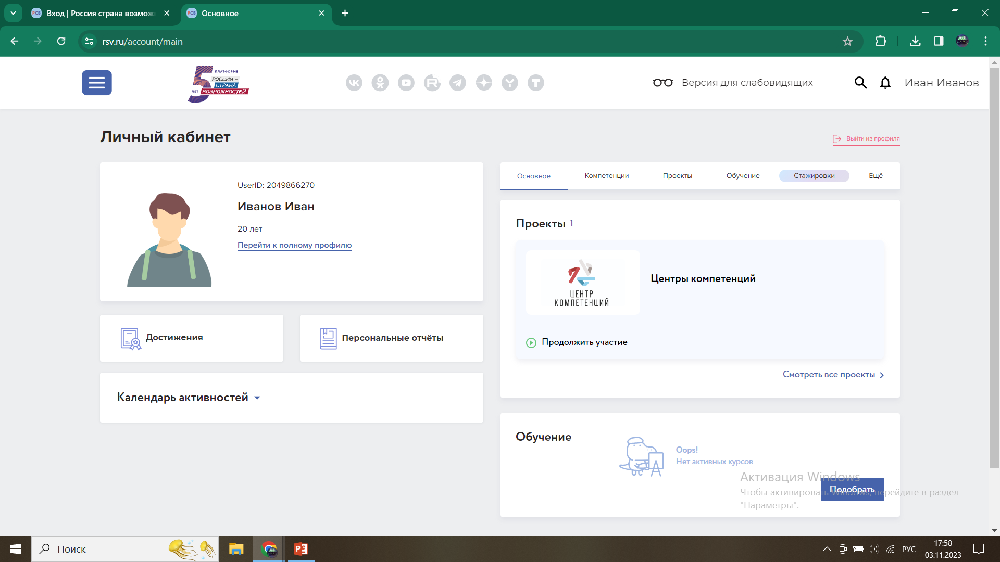 Вход | Россия страна возмож
Основное
rsv.ru/account/main
5 ЛЕТ
ПЛАТФОРМЕ
РОССИЯ –
СТРАНА
ВОЗМОЖНОСТЕЙ
Версия для слабовидящих
Иван Иванов
Личный кабинет
Выйти из профиля
UserID: 2049866270
Иванов Иван
20 лет
Перейти к полному профилю
Достижения
Персональные отчёты
Календарь активностей
Основное
Компетенции
Проекты
Обучение
Стажировки
Ещё
Проекты 1
ЦЕНТР
КОМПЕТЕНЦИЙ
Центры компетенций
Продолжить участие
Смотреть все проекты
Обучение
Oops!
Нет активных курсов
Подобрать
Активация Windows
Чтобы активировать Windows, перейдите в раздел
"Параметры".
Поиск
РУС
17:58
03.11.2023